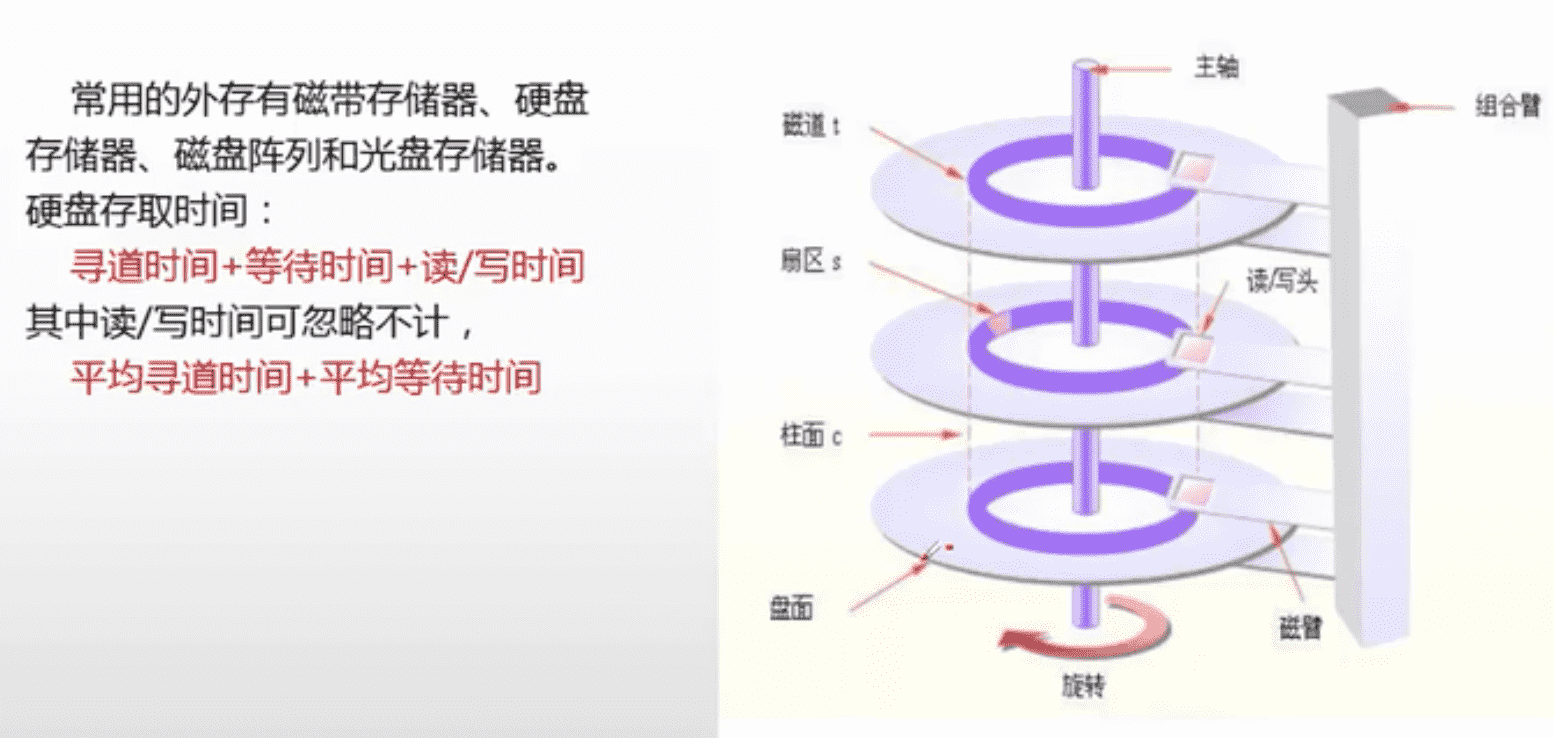 常用的外存有磁带存储器、硬盘
存储器、磁盘阵列和光盘存储器。
硬盘存取时间：
寻道时间+等待时间+读/写时间
其中读/写时间可忽略不计，
平均寻道时间+平均等待时间
主轴
组合臂
磁道 t
扇区 s
读/写头
柱面 c
盘面
磁臂
旋转